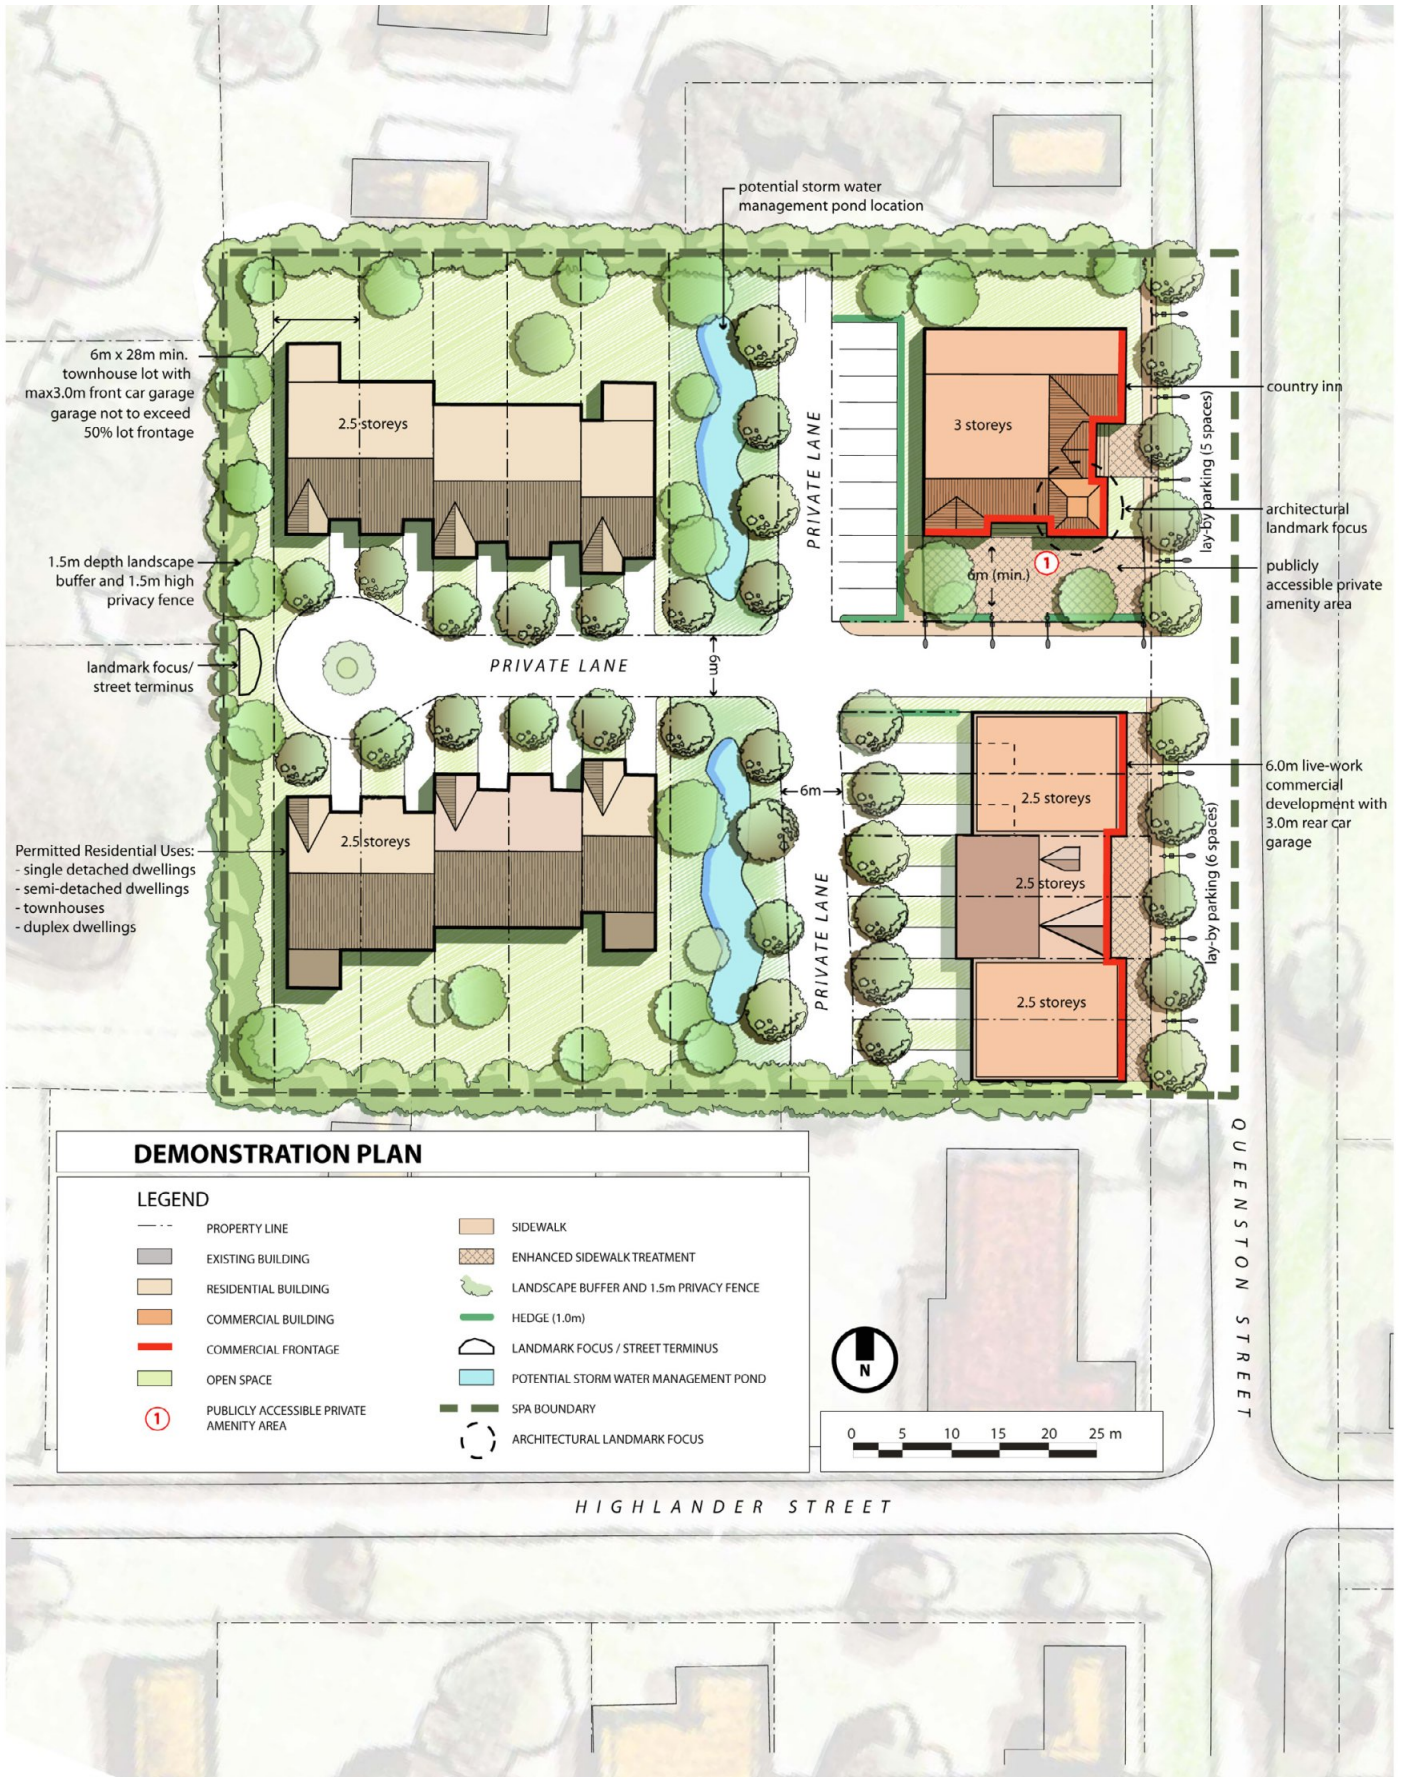 potential storm water
management pond location
6m x 28m min.
townhouse lot with
max3.0m front car garage
garage not to exceed
50% lot frontage
2.5 storeys
PRIVATE LANE
3 storeys
lay-by parking (5 spaces)
country inn
architectural
landmark focus
1.5m depth landscape
buffer and 1.5m high
privacy fence
1
6m (min.)
publicly
accessible private
amenity area
landmark focus/
street terminus
PRIVATE LANE
6m
6m
2.5 storeys
6.0m live-work
commercial
development with
3.0m rear car
garage
Permitted Residential Uses:
- single detached dwellings
- semi-detached dwellings
- townhouses
- duplex dwellings
2.5 storeys
2.5 storeys
lay-by parking (6 spaces)
PRIVATE LANE
2.5 storeys
QUEENSTON STREET
DEMONSTRATION PLAN
LEGEND
PROPERTY LINE
EXISTING BUILDING
RESIDENTIAL BUILDING
COMMERCIAL BUILDING
COMMERCIAL FRONTAGE
OPEN SPACE
1
PUBLICLY ACCESSIBLE PRIVATE
AMENITY AREA
SIDEWALK
ENHANCED SIDEWALK TREATMENT
LANDSCAPE BUFFER AND 1.5m PRIVACY FENCE
HEDGE (1.0m)
LANDMARK FOCUS / STREET TERMINUS
POTENTIAL STORM WATER MANAGEMENT POND
SPA BOUNDARY
ARCHITECTURAL LANDMARK FOCUS
N
0 5 10 15 20 25 m
HIGHLANDER STREET